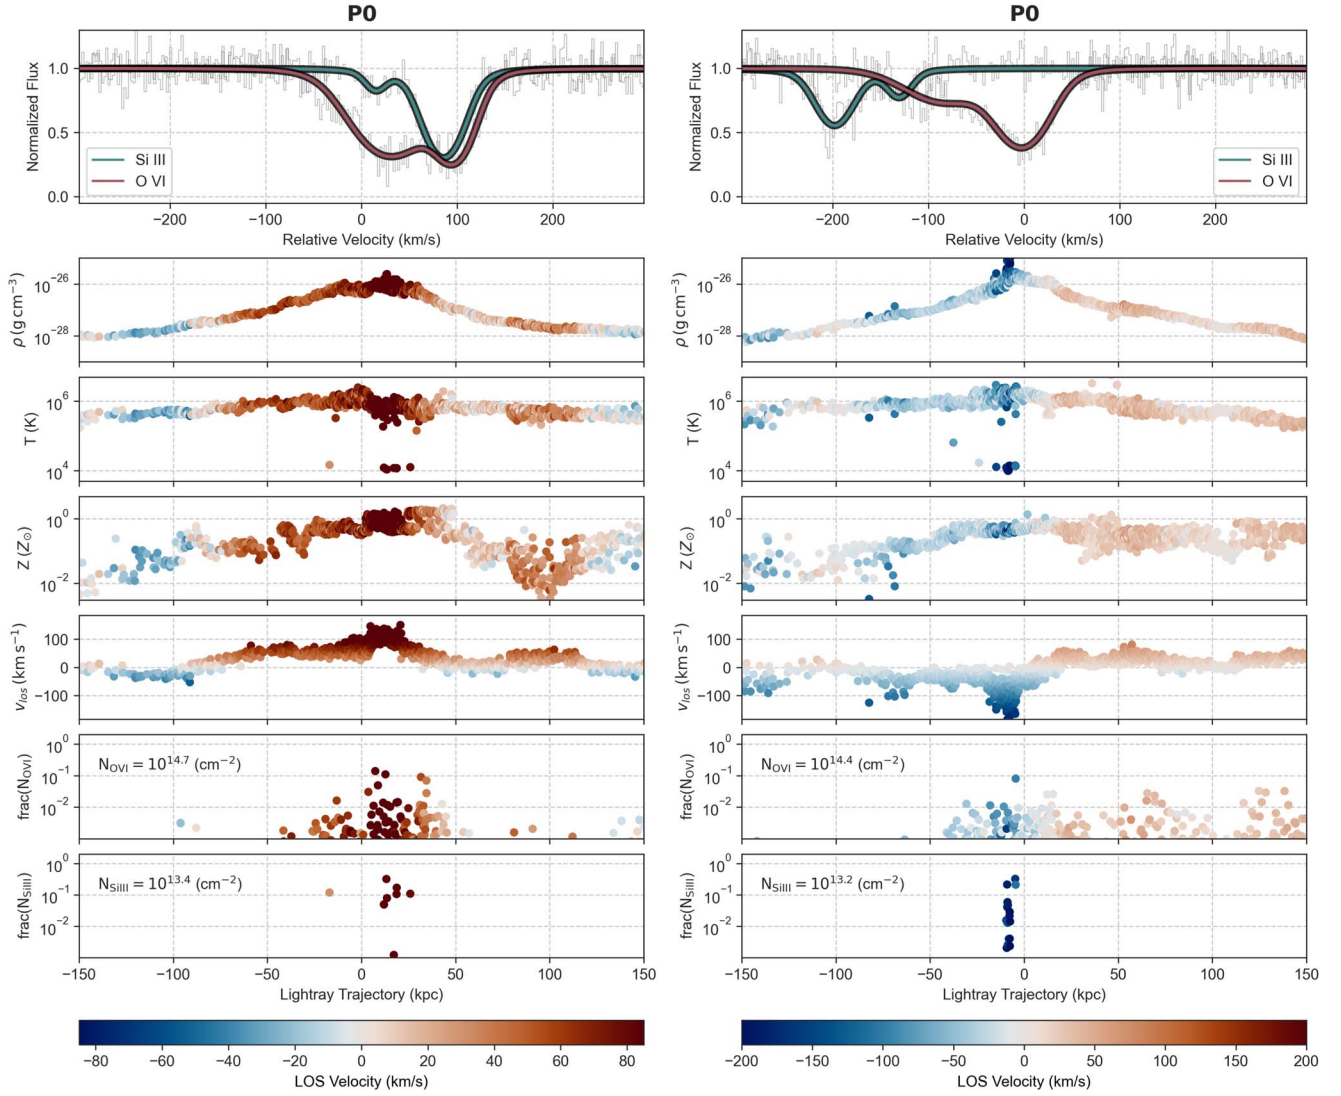 P0
Normalized Flux
1.0
0.5
0.0
Si III
O VI
−200
−100
0
100
200
Relative Velocity (km/s)
ρ (g cm⁻³)
10⁻²⁶
10⁻²⁸
T (K)
10⁶
10⁴
Z (Z⊙)
10⁰
10⁻²
v_los (km s⁻¹)
100
0
−100
frac(N_OVI)
10⁰
10⁻¹
10⁻²
N_OVI = 10^14.7 (cm⁻²)
frac(N_SiIII)
10⁰
10⁻¹
10⁻²
N_SiIII = 10^13.4 (cm⁻²)
−150
−100
−50
0
50
100
150
Lightray Trajectory (kpc)
−80
−60
−40
−20
0
20
40
60
80
LOS Velocity (km/s)
P0
Normalized Flux
1.0
0.5
0.0
Si III
O VI
−200
−100
0
100
200
Relative Velocity (km/s)
ρ (g cm⁻³)
10⁻²⁶
10⁻²⁸
T (K)
10⁶
10⁴
Z (Z⊙)
10⁰
10⁻²
v_los (km s⁻¹)
100
0
−100
frac(N_OVI)
10⁰
10⁻¹
10⁻²
N_OVI = 10^14.4 (cm⁻²)
frac(N_SiIII)
10⁰
10⁻¹
10⁻²
N_SiIII = 10^13.2 (cm⁻²)
−150
−100
−50
0
50
100
150
Lightray Trajectory (kpc)
−200
−150
−100
−50
0
50
100
150
200
LOS Velocity (km/s)